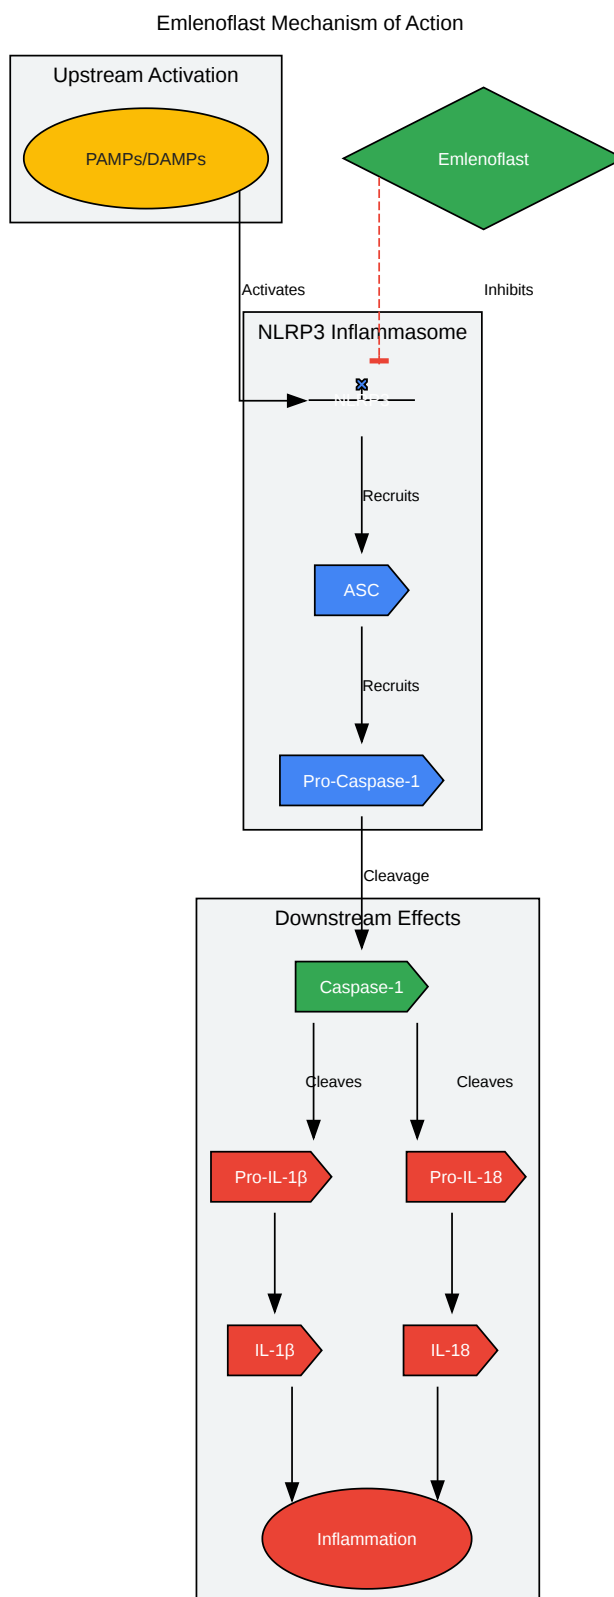 Emlenoflast Mechanism of Action
Upstream Activation
PAMPs/DAMPs
Emlenoflast
Activates
Inhibits
NLRP3 Inflammasome
Recruits
ASC
Recruits
Pro-Caspase-1
Cleavage
Downstream Effects
Caspase-1
Cleaves
Cleaves
Pro-IL-1β
Pro-IL-18
IL-1β
IL-18
Inflammation